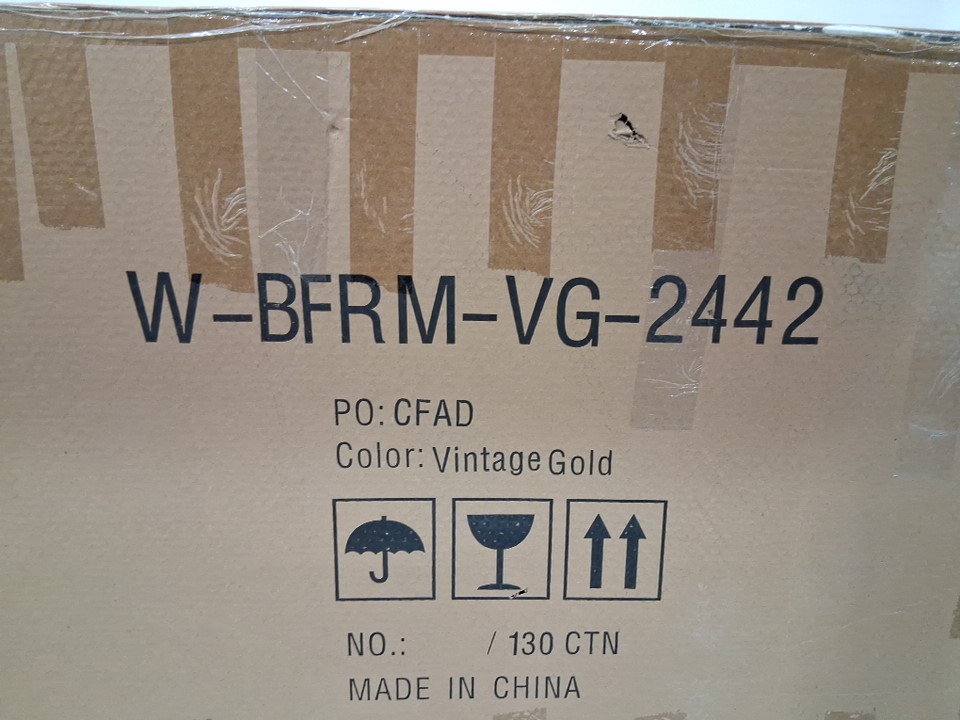 W-BFRM-VG-2442
PO: CFAD
Color: Vintage Gold
NO.: / 130 CTN
MADE IN CHINA